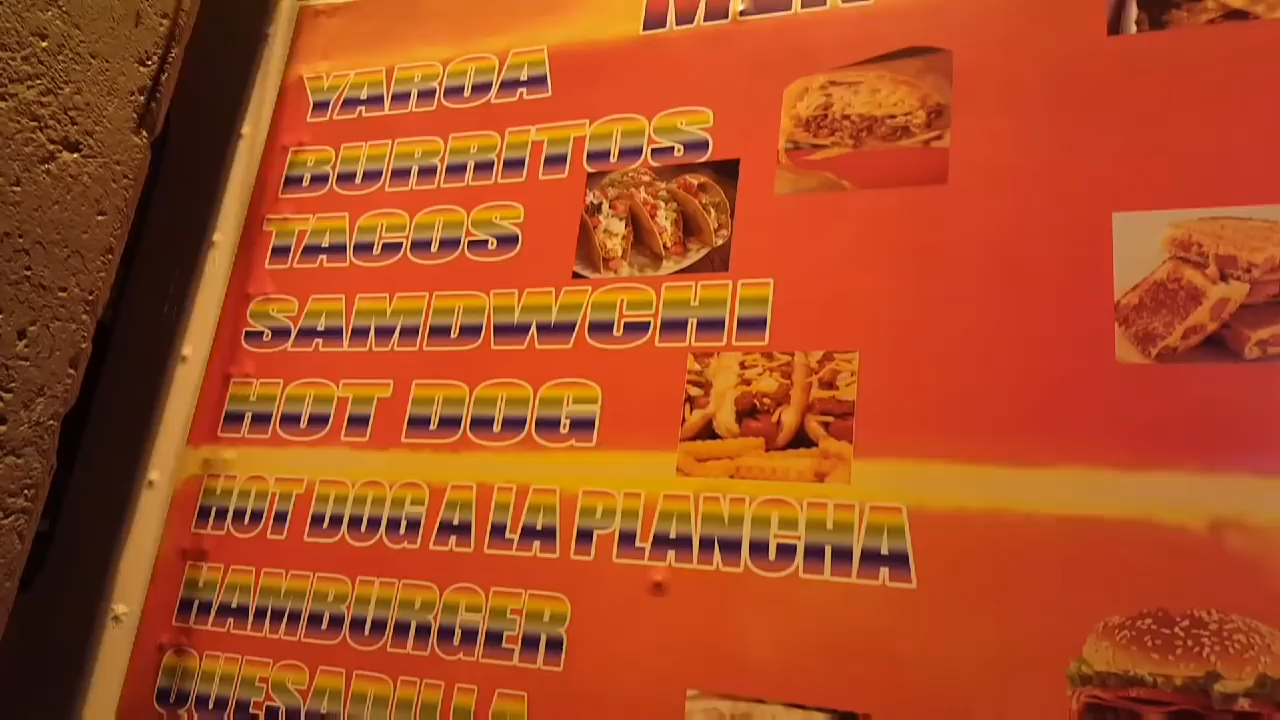 YAROA
BURRITOS
TACOS
SAMDWCHI
HOT DOG
HOT DOG A LA PLANCHA
HAMBURGER
QUESADILLA